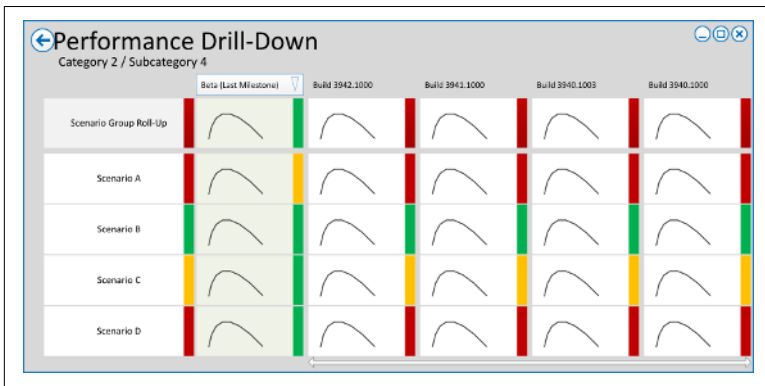 Performance Drill-Down
Category 2 / Subcategory 4
Beta (Last Milestone) Build 3942.1000 Build 3941.1000 Build 3940.1003 Build 3940.1000
Scenario Group Roll-Up
Scenario A
Scenario B
Scenario C
Scenario D